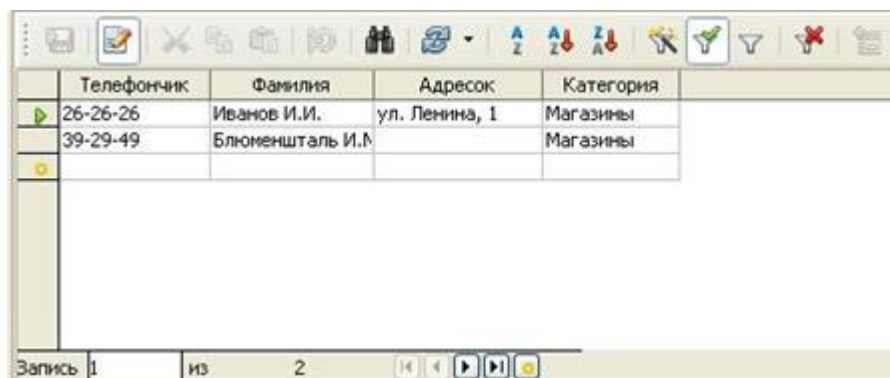 A Z A Z Z A
Телефончик Фамилия Адресок Категория
26-26-26 Иванов И.И. ул. Ленина, 1 Магазины
39-29-49 Блюменшталь И. Магазины
Запись 1 из 2